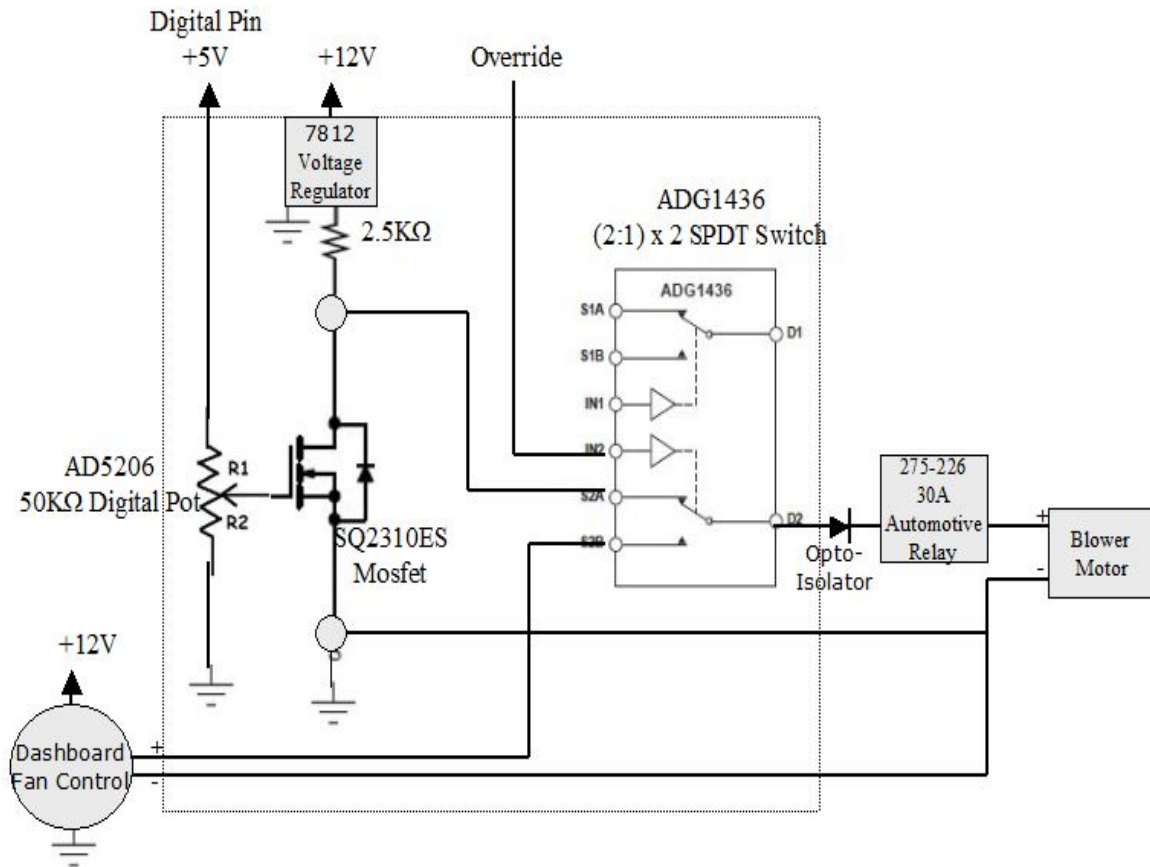 Digital Pin
+5V
+12V
Override
7812
Voltage
Regulator
2.5KΩ
ADG1436
(2:1) x 2 SPDT Switch
ADG1436
S1A
D1
S1B
IN1
IN2
S2A
D2
S2B
AD5206
50KΩ Digital Pot
R1
R2
SQ2310ES
Mosfet
Opto-
Isolator
275-226
30A
Automotive
Relay
+
-
Blower
Motor
+12V
Dashboard
Fan Control
+
-